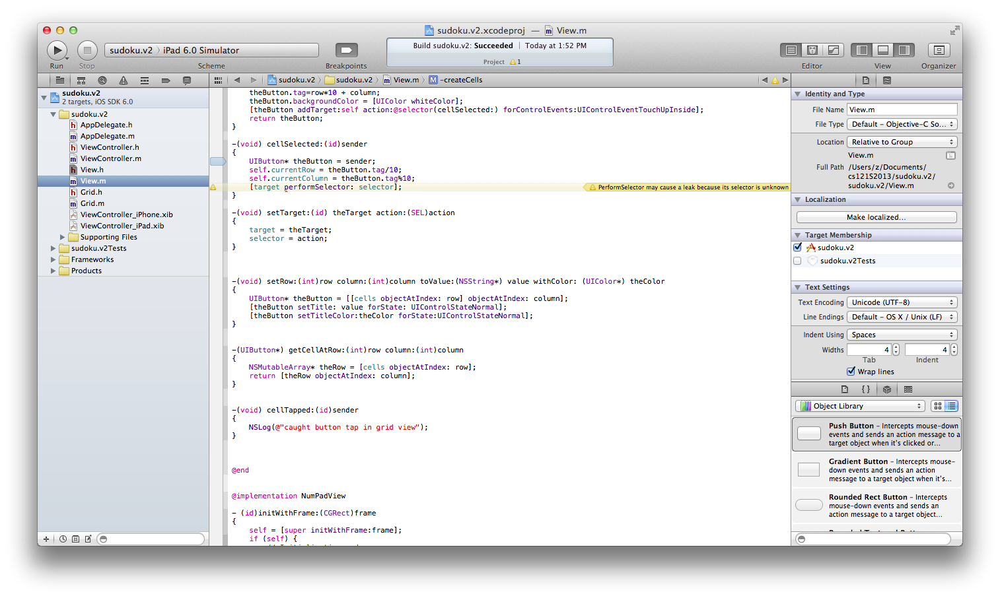 sudoku.v2.xcodeproj — View.m
Run
Stop
sudoku.v2 〉 iPad 6.0 Simulator
Scheme
Breakpoints
Build sudoku.v2: Succeeded | Today at 1:52 PM
Project 1
Editor
View
Organizer
sudoku.v2 〉 sudoku.v2 〉 View.m 〉 M -createCells
sudoku.v2
2 targets, iOS SDK 6.0
sudoku.v2
h AppDelegate.h
m AppDelegate.m
h ViewController.h
m ViewController.m
h View.h
m View.m
h Grid.h
m Grid.m
ViewController_iPhone.xib
ViewController_iPad.xib
Supporting Files
sudoku.v2Tests
Frameworks
Products
theButton.tag=row*10 + column;
theButton.backgroundColor = [UIColor whiteColor];
[theButton addTarget:self action:@selector(cellSelected:) forControlEvents:UIControlEventTouchUpInside];
return theButton;
}
-(void) cellSelected:(id)sender
{
UIButton* theButton = sender;
self.currentRow = theButton.tag/10;
self.currentColumn = theButton.tag%10;
[target performSelector: selector];
PerformSelector may cause a leak because its selector is unknown
}
-(void) setTarget:(id) theTarget action:(SEL)action
{
target = theTarget;
selector = action;
}
-(void) setRow:(int)row column:(int)column toValue:(NSString*) value withColor: (UIColor*) theColor
{
UIButton* theButton = [[cells objectAtIndex: row] objectAtIndex: column];
[theButton setTitle: value forState: UIControlStateNormal];
[theButton setTitleColor:theColor forState:UIControlStateNormal];
}
-(UIButton*) getCellAtRow:(int)row column:(int)column
{
NSMutableArray* theRow = [cells objectAtIndex: row];
return [theRow objectAtIndex: column];
}
-(void) cellTapped:(id)sender
{
NSLog(@"caught button tap in grid view");
}
@end
@implementation NumPadView
- (id)initWithFrame:(CGRect)frame
{
self = [super initWithFrame:frame];
if (self) {
Identity and Type
File Name View.m
File Type Default - Objective-C So...
Location Relative to Group
View.m
Full Path /Users/z/Documents/
cs121S2013/sudoku.v2/
sudoku.v2/View.m
Localization
Make localized...
Target Membership
sudoku.v2
sudoku.v2Tests
Text Settings
Text Encoding Unicode (UTF-8)
Line Endings Default - OS X / Unix (LF)
Indent Using Spaces
Widths 4 4
Tab Indent
Wrap lines
{}
Object Library
Push Button - Intercepts mouse-down
events and sends an action message to a
target object when it's clicked or...
Gradient Button - Intercepts mouse-
down events and sends an action
message to a target object when it's...
Rounded Rect Button - Intercepts
mouse-down events and sends an
action message to a target object...